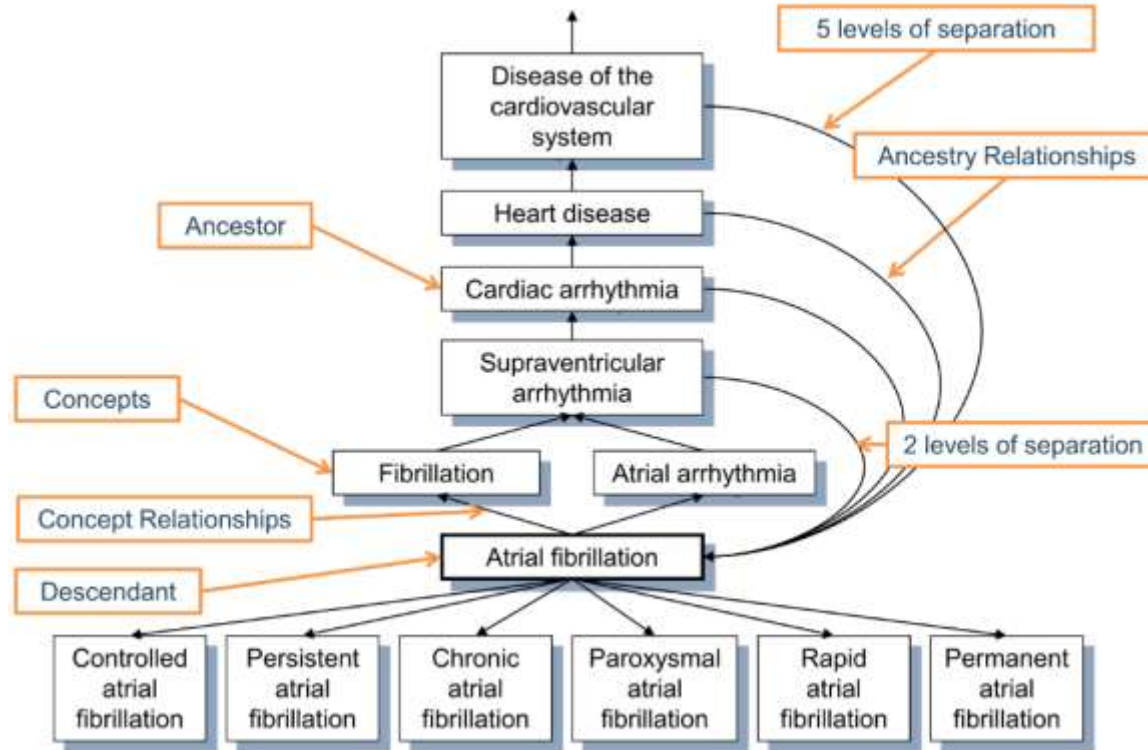 5 levels of separation
Disease of the
cardiovascular
system
Ancestry Relationships
Heart disease
Ancestor
Cardiac arrhythmia
Supraventricular
arrhythmia
Concepts
2 levels of separation
Fibrillation
Atrial arrhythmia
Concept Relationships
Atrial fibrillation
Descendant
Controlled
atrial
fibrillation
Persistent
atrial
fibrillation
Chronic
atrial
fibrillation
Paroxysmal
atrial
fibrillation
Rapid
atrial
fibrillation
Permanent
atrial
fibrillation